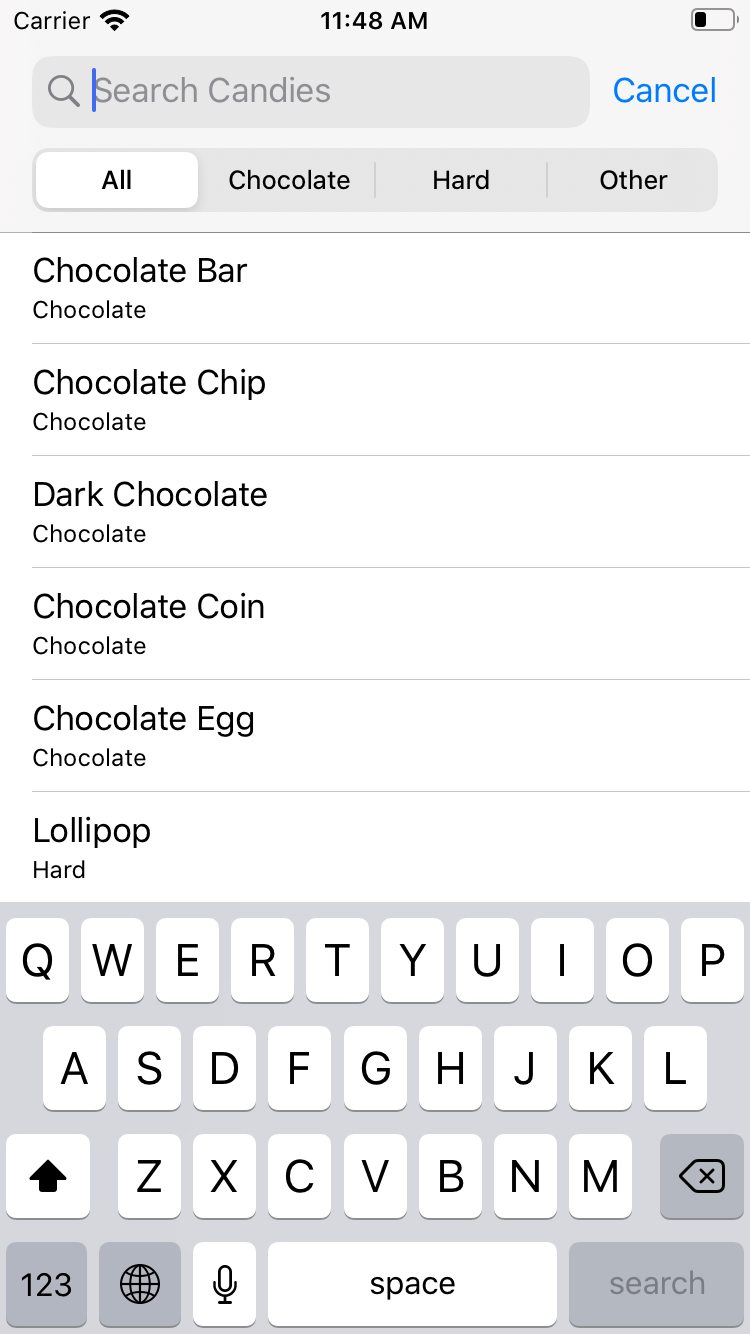 Carrier 11:48 AM
Search Candies Cancel
All Chocolate Hard Other
Chocolate Bar
Chocolate
Chocolate Chip
Chocolate
Dark Chocolate
Chocolate
Chocolate Coin
Chocolate
Chocolate Egg
Chocolate
Lollipop
Hard
Q W E R T Y U I O P
A S D F G H J K L
Z X C V B N M
123 space search